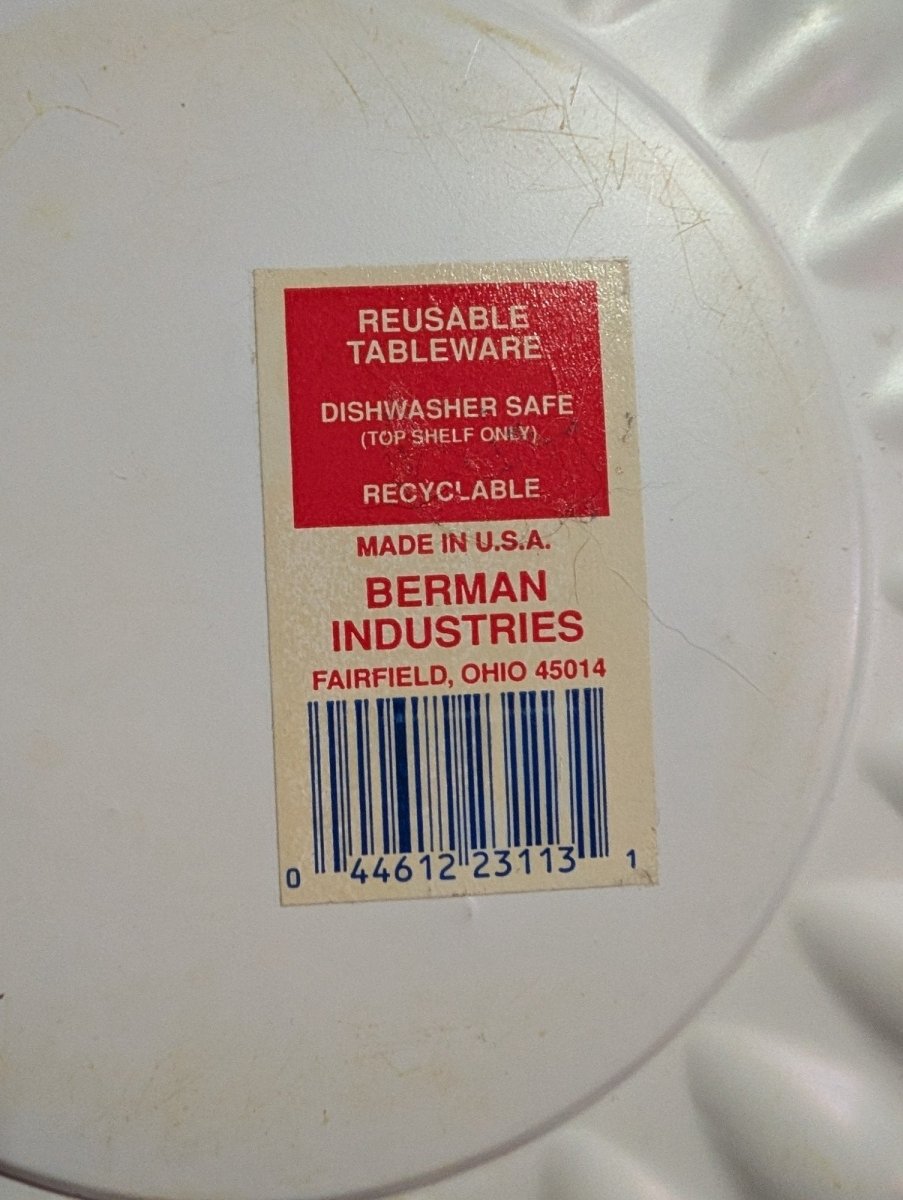 REUSABLE
TABLEWARE
DISHWASHER SAFE
(TOP SHELF ONLY)
RECYCLABLE
MADE IN U.S.A.
BERMAN
INDUSTRIES
FAIRFIELD, OHIO 45014
0 44612 23113 1